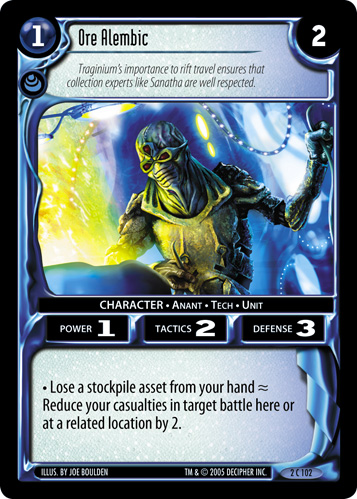 1 Ore Alembic 2
Traginium's importance to rift travel ensures that
collection experts like Sanatha are well respected.
CHARACTER • ANANT • TECH • UNIT
POWER 1 TACTICS 2 DEFENSE 3
• Lose a stockpile asset from your hand ≈
Reduce your casualties in target battle here or
at a related location by 2.
ILLUS. BY JOE BOULDEN TM & © 2005 DECIPHER INC. 2 C 102